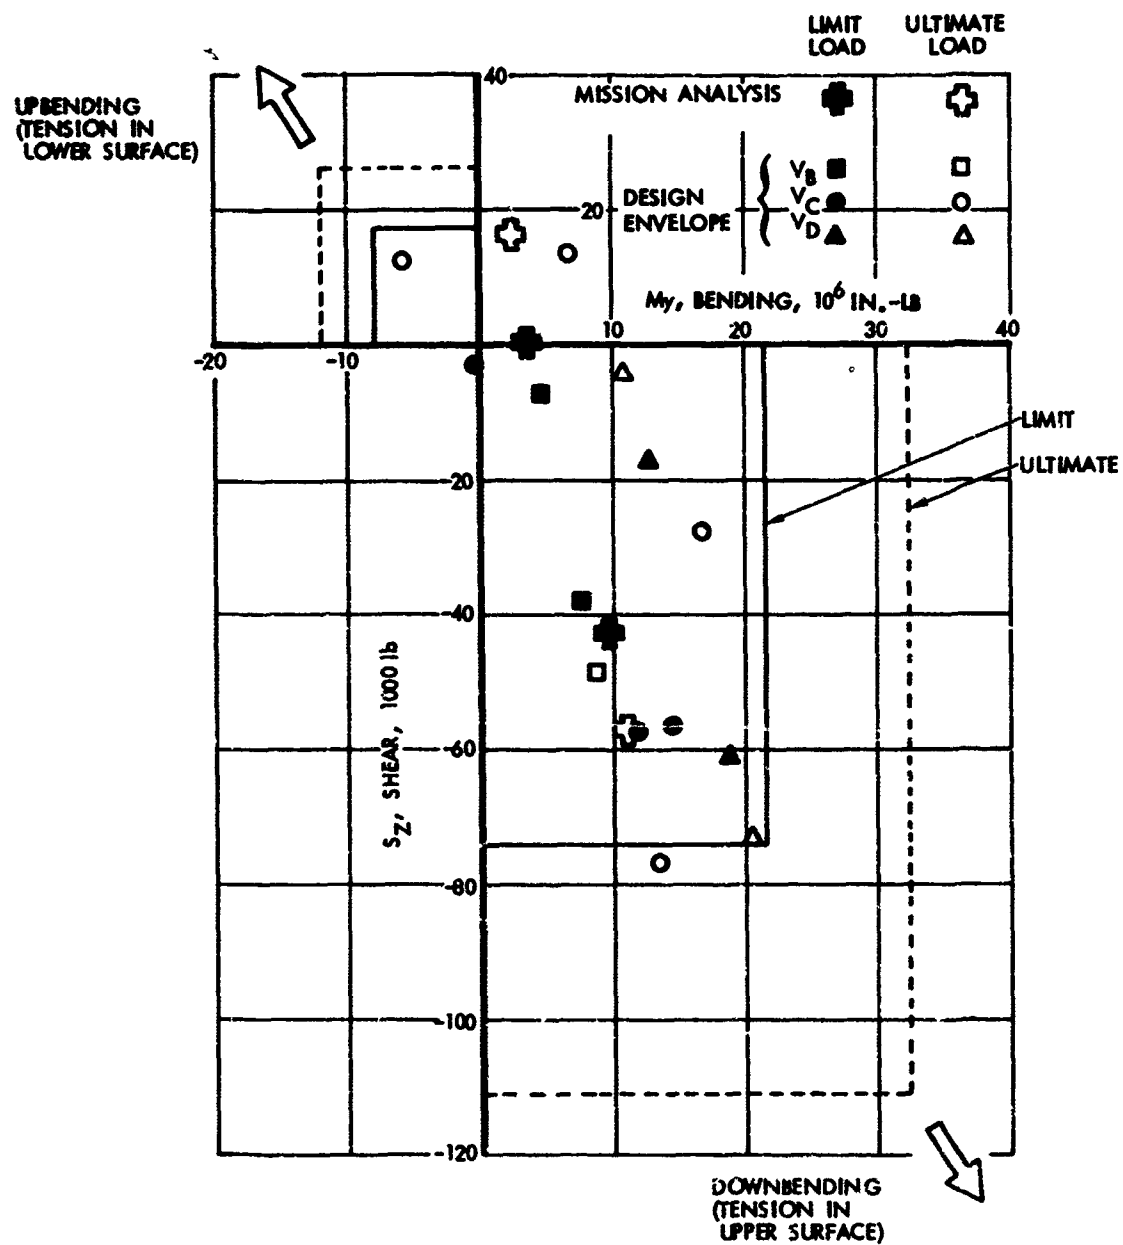 LIMIT
LOAD
ULTIMATE
LOAD
UPBENDING
(TENSION IN
LOWER SURFACE)
40
MISSION ANALYSIS
DESIGN
ENVELOPE
VB
VC
VD
20
My, BENDING, 10^6 IN.-LB
-20
-10
10
20
30
40
LIMIT
ULTIMATE
-20
-40
SZ, SHEAR, 1000 lb
-60
-80
-100
-120
DOWNBENDING
(TENSION IN
UPPER SURFACE)